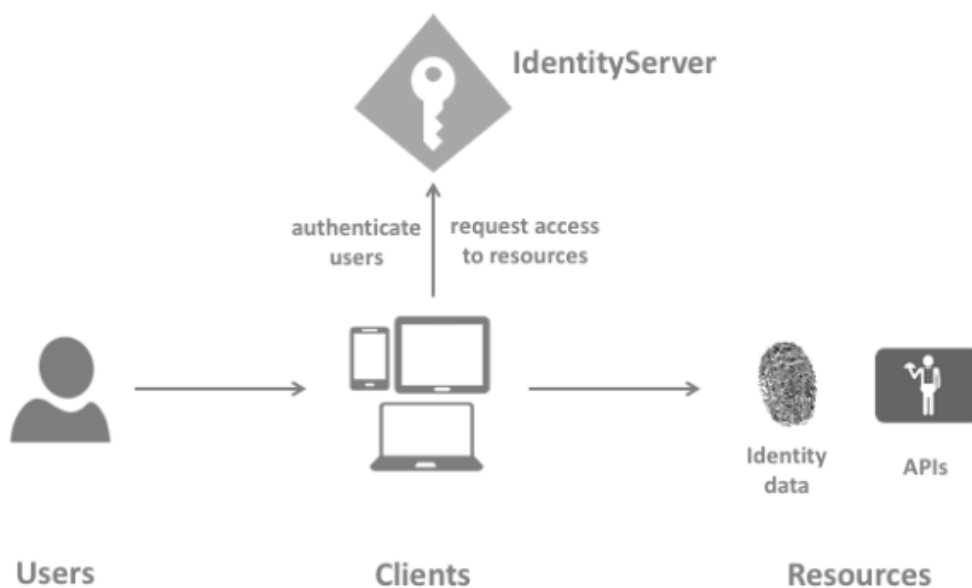 IdentityServer
authenticate
users
request access
to resources
Identity
data
APIs
Users
Clients
Resources